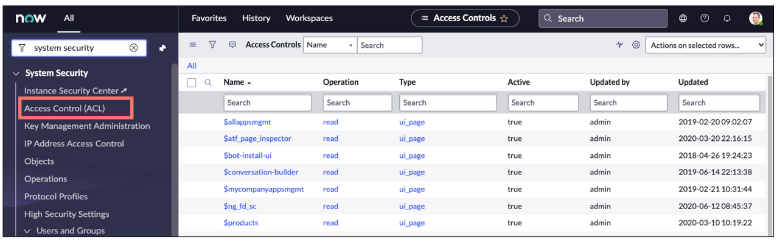 now All Favorites History Workspaces Access Controls ☆ Search
system security Access Controls Name Search Actions on selected rows...
System Security
Instance Security Center
Access Control (ACL)
Key Management Administration
IP Address Access Control
Objects
Operations
Protocol Profiles
High Security Settings
Users and Groups
All
Name Operation Type Active Updated by Updated
Search Search Search Search Search Search
$allappsmgmt read ui_page true admin 2019-02-20 09:02:07
$atf_page_inspector read ui_page true admin 2020-03-20 22:16:15
$bot-install-ui read ui_page true admin 2018-04-26 19:24:23
$conversation-builder read ui_page true admin 2019-06-14 22:13:38
$mycompanyappsmgmt read ui_page true admin 2019-02-21 10:31:44
$ng_fd_sc read ui_page true admin 2020-06-12 08:45:37
$products read ui_page true admin 2020-03-10 10:19:22